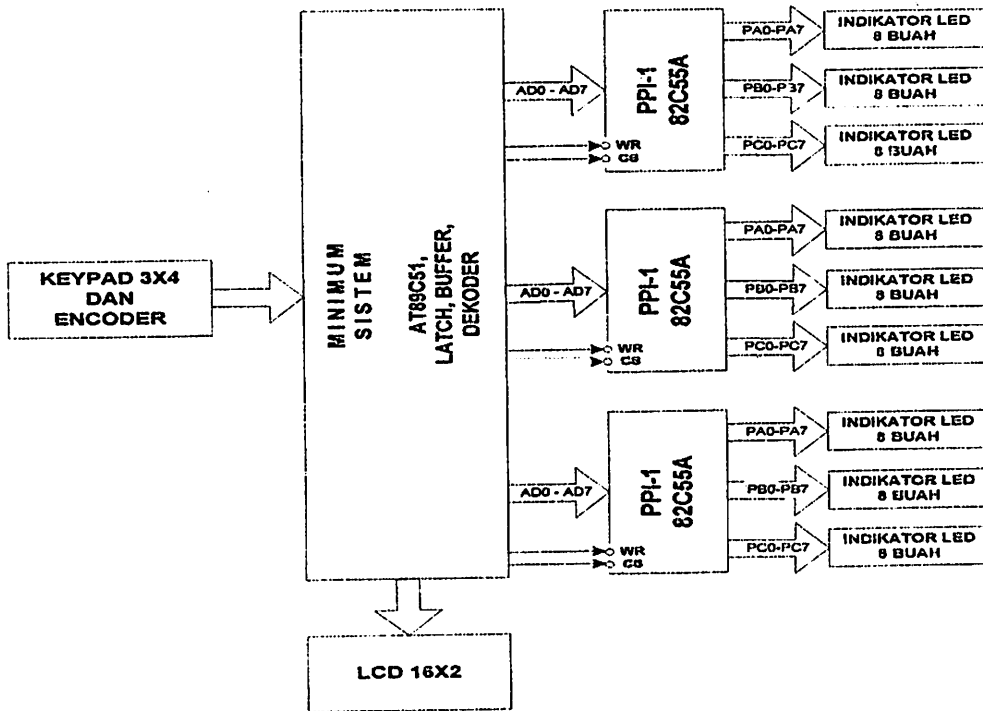 KEYPAD 3X4
DAN
ENCODER
MINIMUM
SISTEM
AT89C51,
LATCH, BUFFER,
DEKODER
LCD 16X2
AD0 - AD7
WR
CS
PPI-1
82C55A
PA0-PA7
INDIKATOR LED
8 BUAH
PB0-PB7
INDIKATOR LED
8 BUAH
PC0-PC7
INDIKATOR LED
8 BUAH
AD0 - AD7
WR
CS
PPI-1
82C55A
PA0-PA7
INDIKATOR LED
8 BUAH
PB0-PB7
INDIKATOR LED
8 BUAH
PC0-PC7
INDIKATOR LED
8 BUAH
AD0 - AD7
WR
CS
PPI-1
82C55A
PA0-PA7
INDIKATOR LED
8 BUAH
PB0-PB7
INDIKATOR LED
8 BUAH
PC0-PC7
INDIKATOR LED
8 BUAH